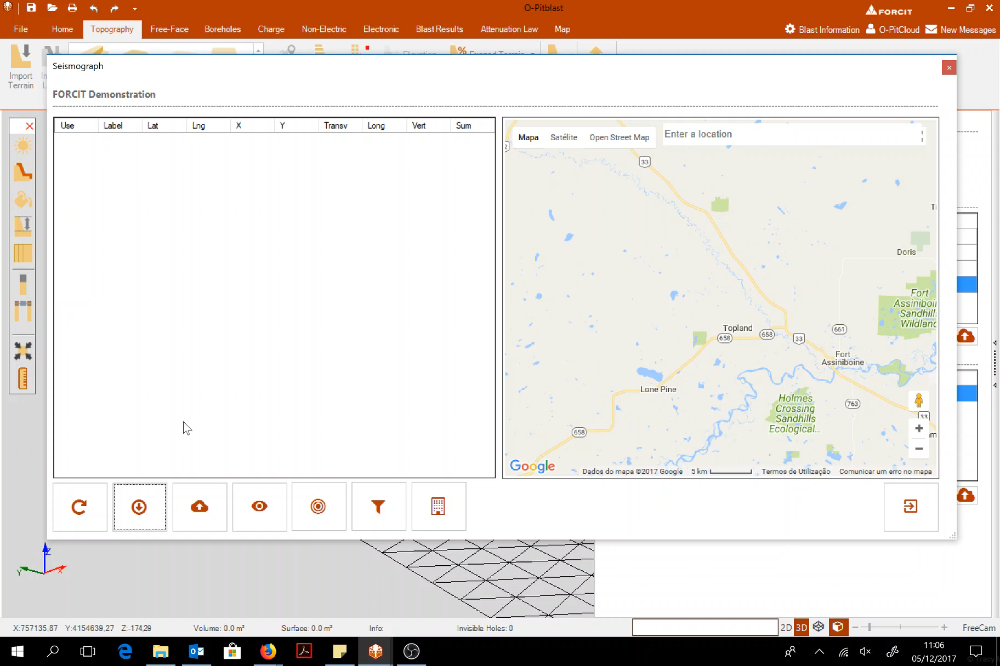 O-Pitblast
FORCIT
File Home Topography Free-Face Boreholes Charge Non-Electric Electronic Blast Results Attenuation Law Map
Blast Information O-PitCloud New Messages
Import
Terrain
Seismograph
FORCIT Demonstration
Use Label Lat Lng X Y Transv Long Vert Sum
Mapa Satélite Open Street Map
Enter a location
33
Doris
Fort
Sandhills
Topland
658
658
33
661
Fort
Assiniboine
Lone Pine
Holmes
Crossing
Sandhills
Ecological...
763
33
658
Google
Dados do mapa ©2017 Google 5 km Termos de Utilização Comunicar um erro no mapa
Z
Y
X
X:757135,87 Y:4154639,27 Z:-174,29 Volume: 0.0 m³ Surface: 0.0 m² Info: Invisible Holes: 0
2D 3D FreeCam
11:06
05/12/2017